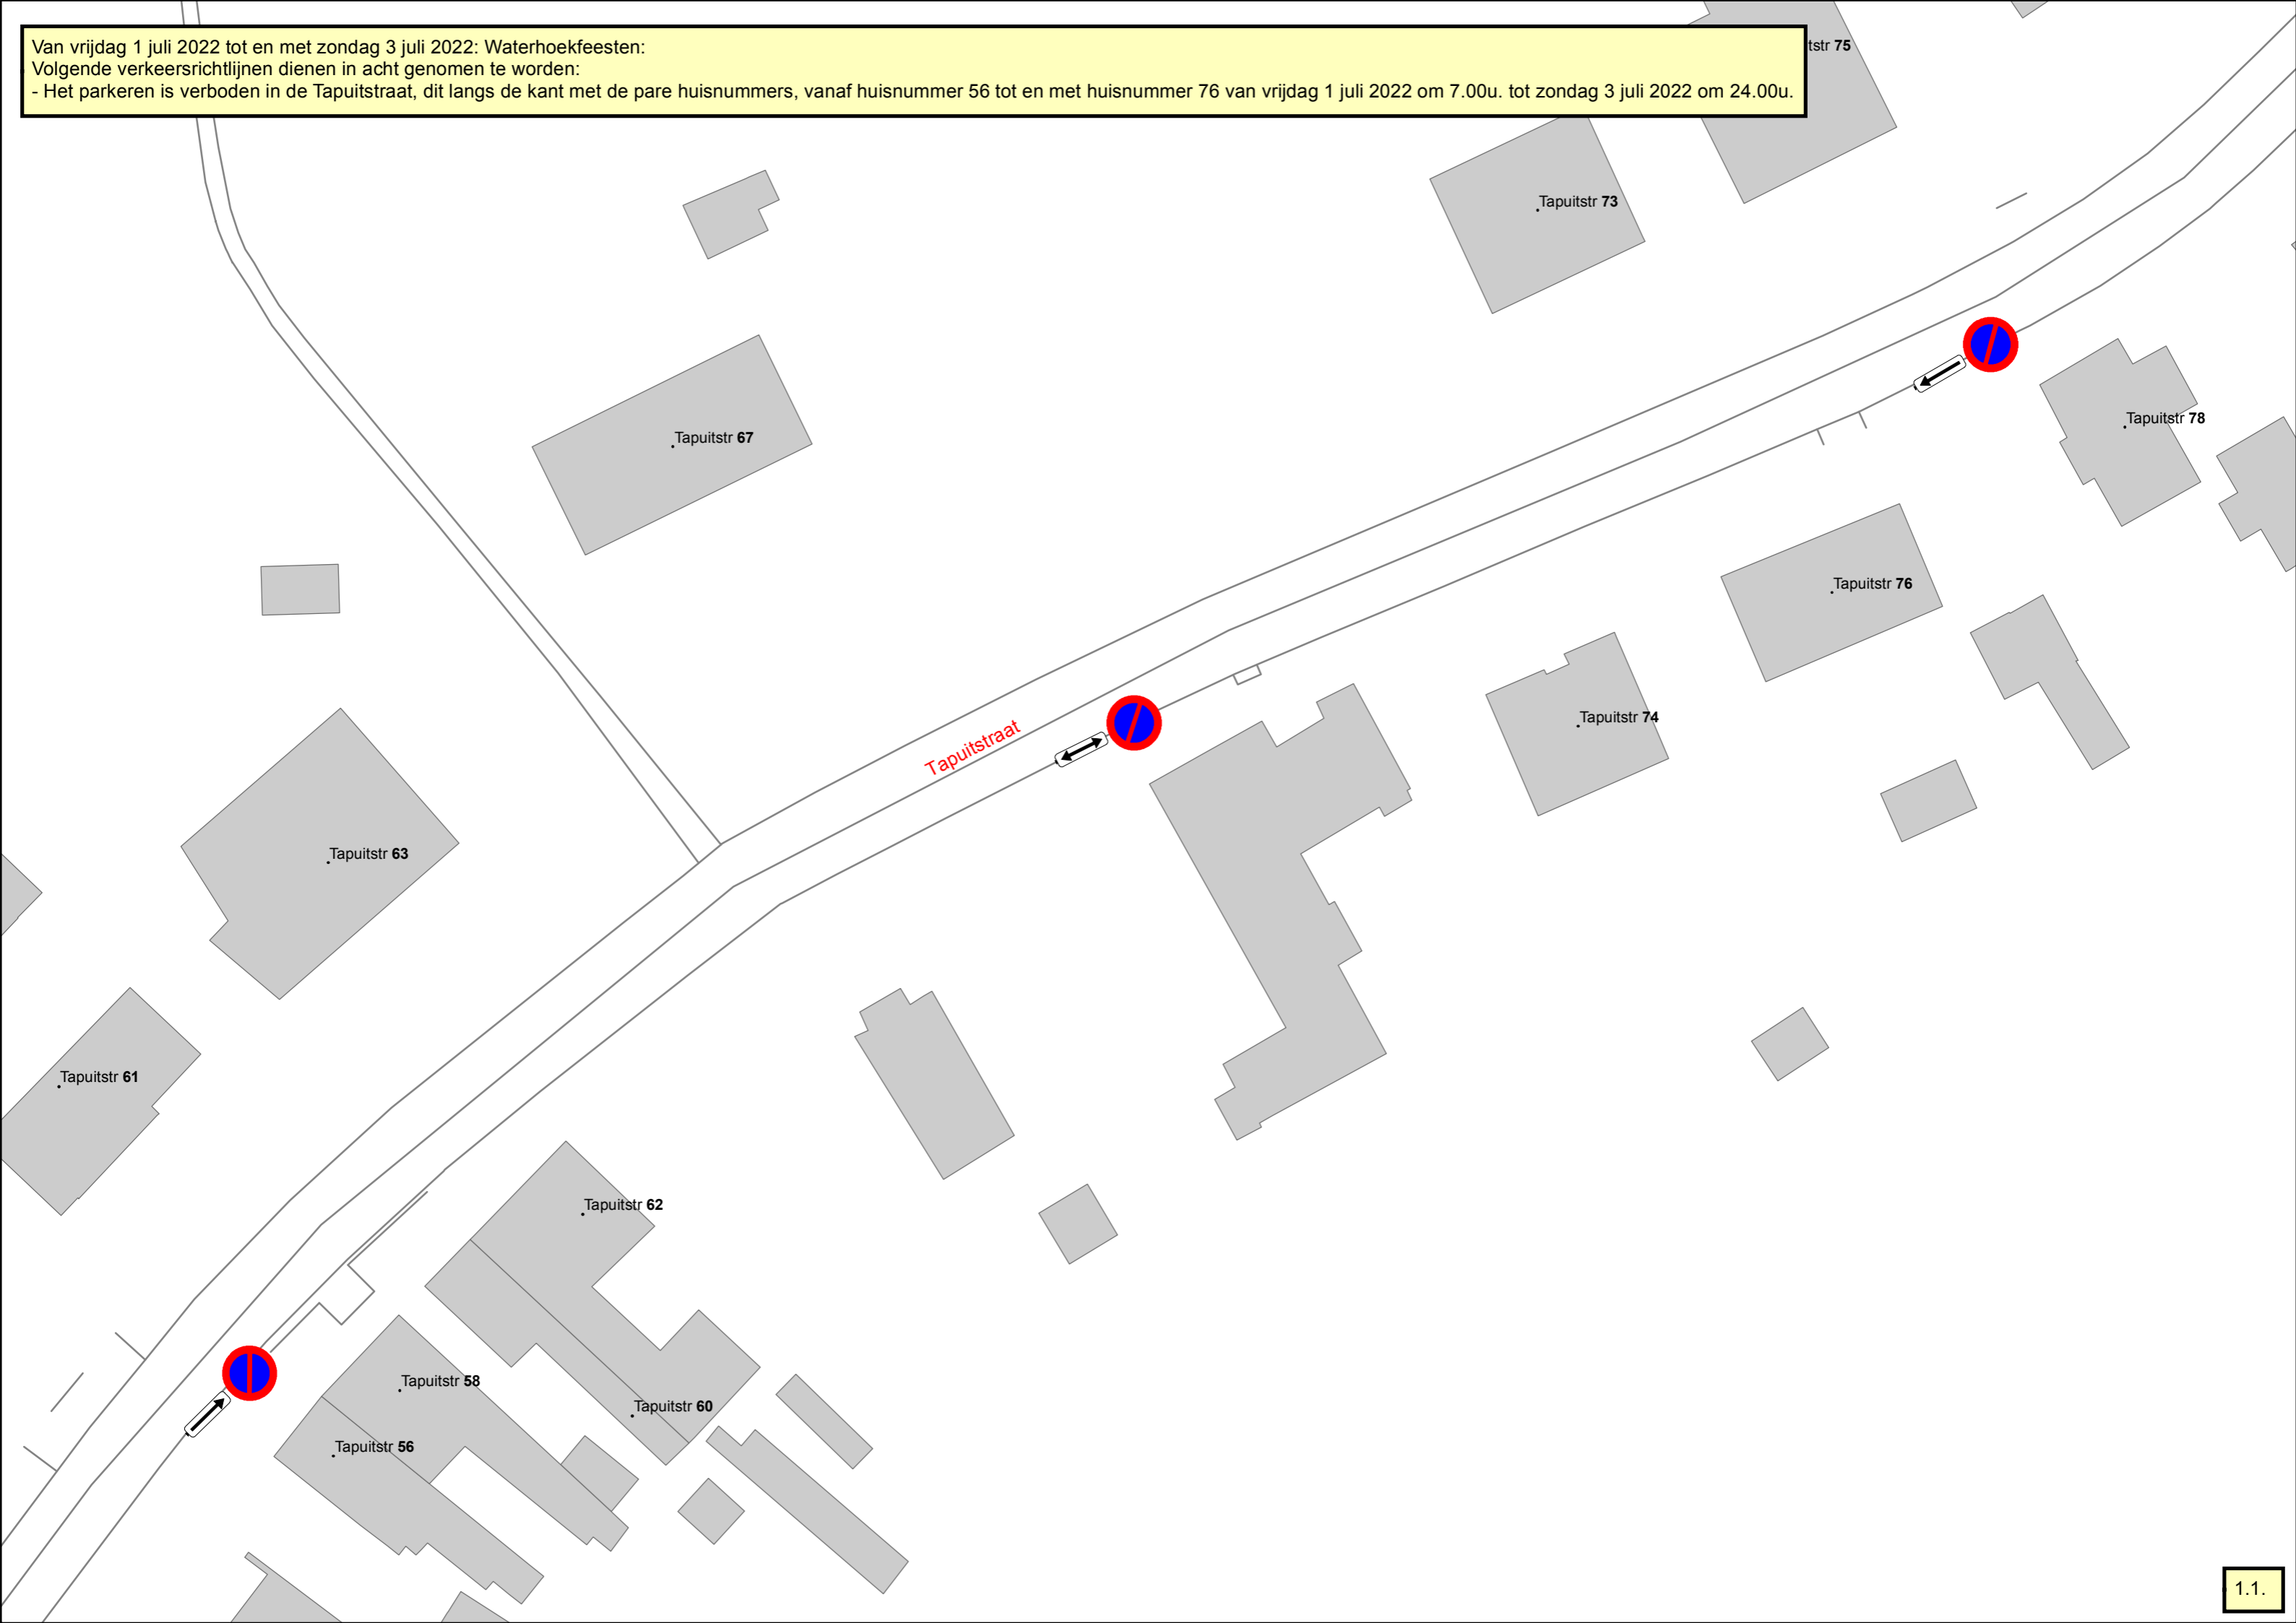 Van vrijdag 1 juli 2022 tot en met zondag 3 juli 2022: Waterhoekfeesten:
Volgende verkeersrichtlijnen dienen in acht genomen te worden:
- Het parkeren is verboden in de Tapuitstraat, dit langs de kant met de pare huisnummers, vanaf huisnummer 56 tot en met huisnummer 76 van vrijdag 1 juli 2022 om 7.00u. tot zondag 3 juli 2022 om 24.00u.
tstr 75
Tapuitstr 73
Tapuitstr 78
Tapuitstr 67
Tapuitstr 76
Tapuitstr 74
Tapuitstraat
Tapuitstr 63
Tapuitstr 61
Tapuitstr 62
Tapuitstr 58
Tapuitstr 60
Tapuitstr 56
1.1.